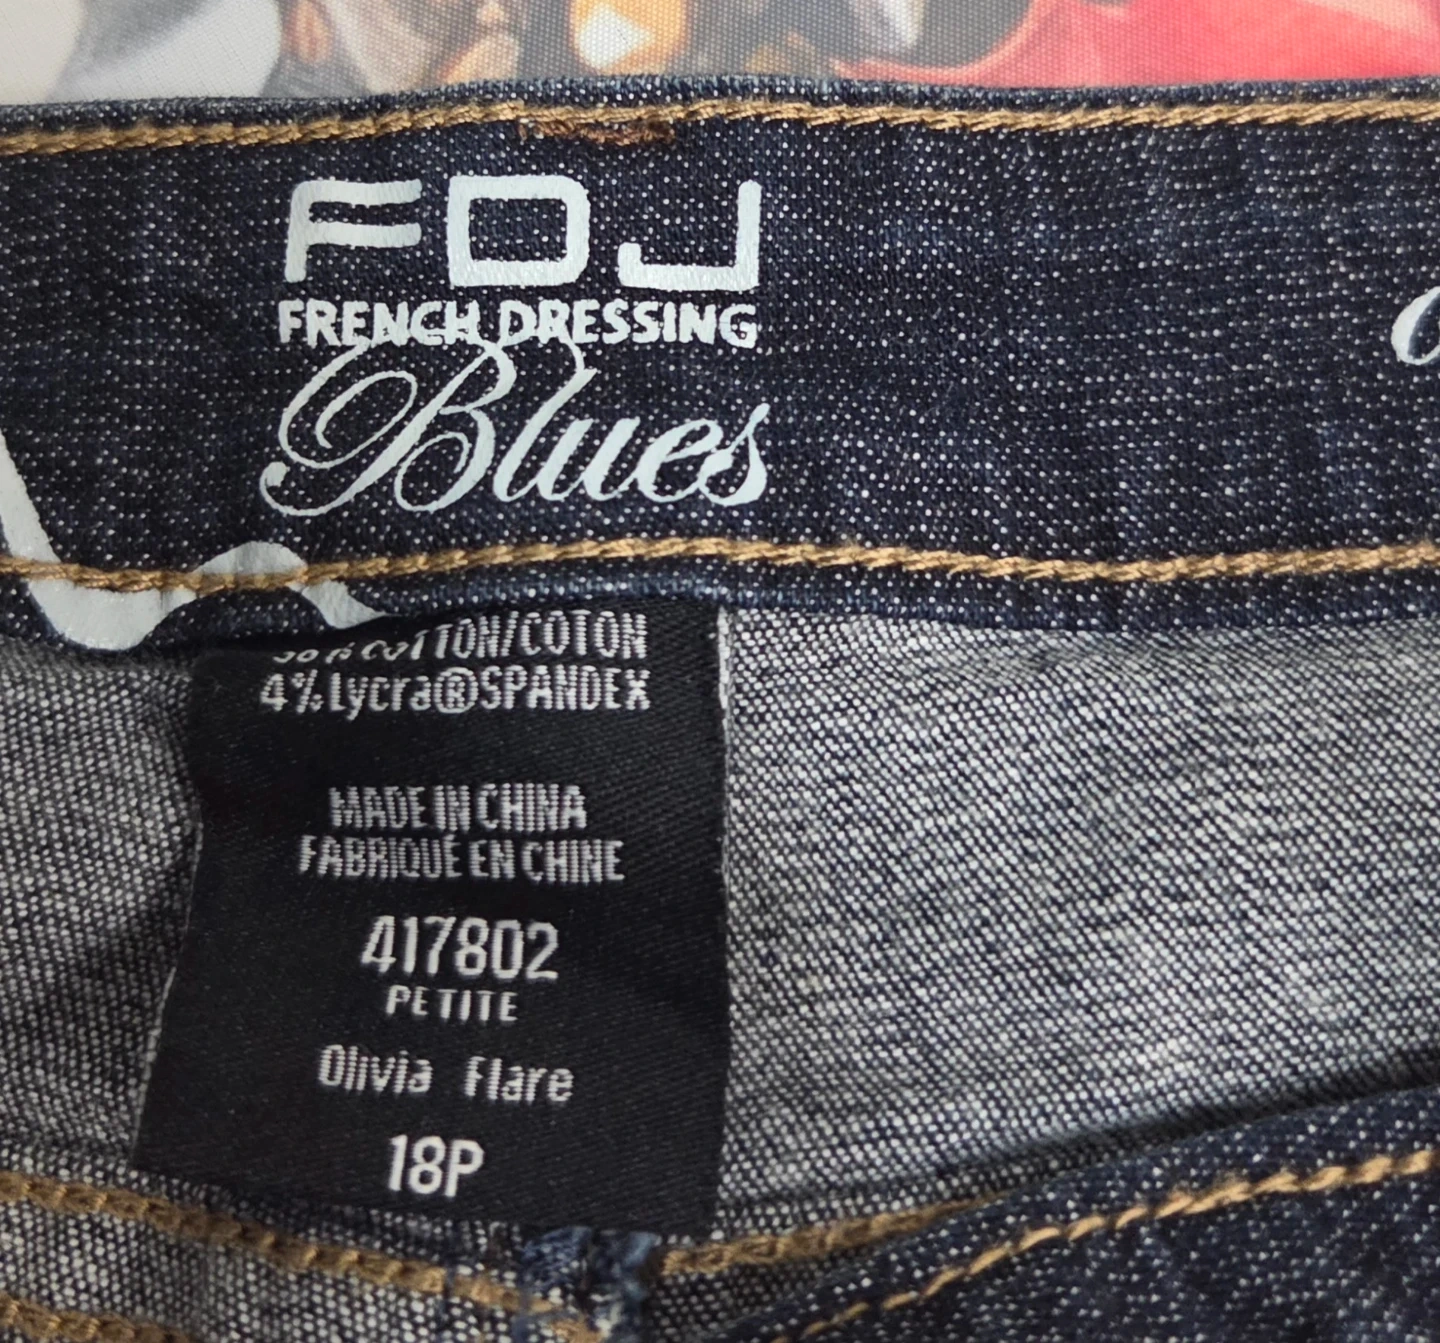 FDJ
FRENCH DRESSING
Blues
COTTON/COTON
4% Lycra®SPANDEX
MADE IN CHINA
FABRIQUÉ EN CHINE
417802
PETITE
Olivia Flare
18P